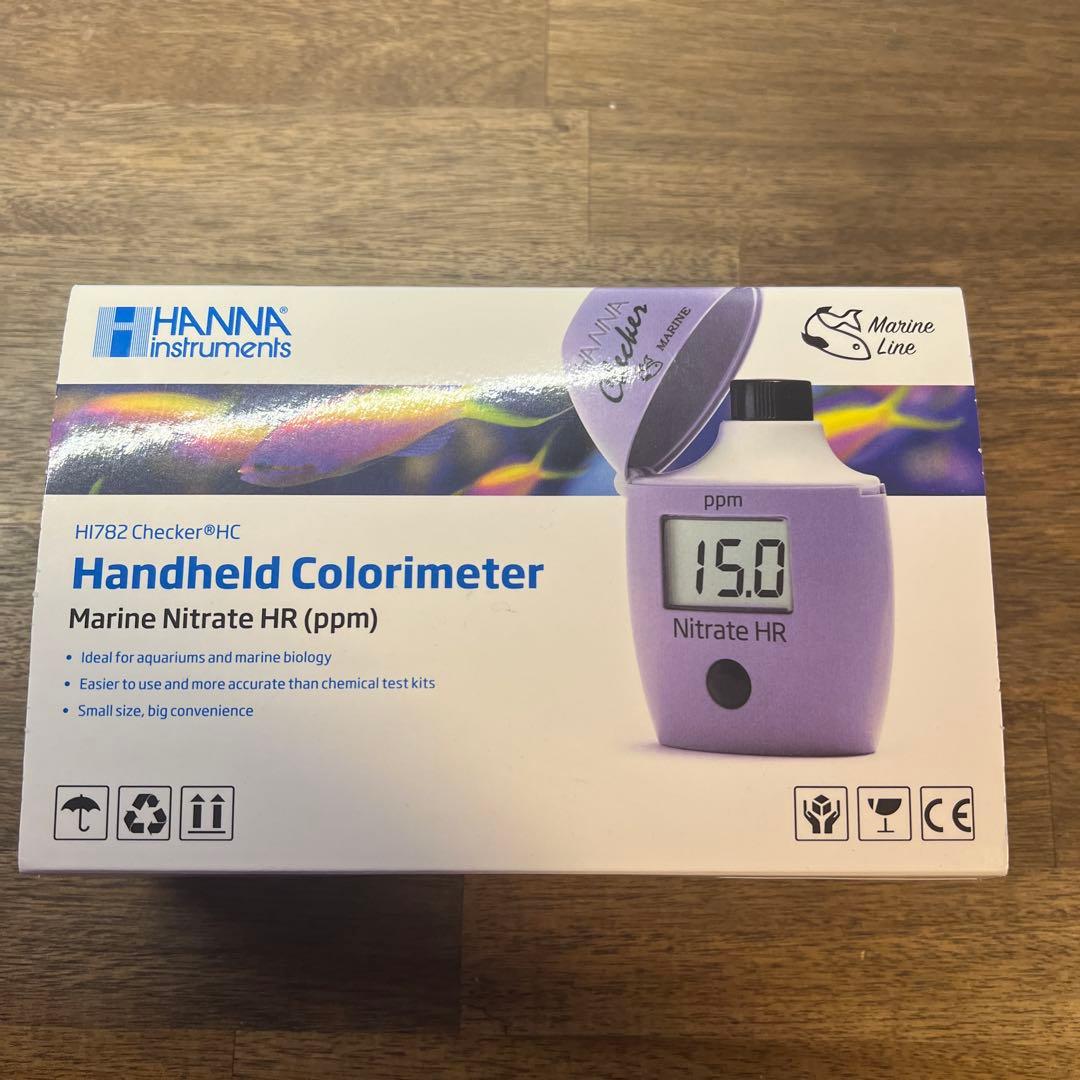 HANNA®
instruments
HANNA
Checker
MARINE
Marine
Line
HI782 Checker®HC
Handheld Colorimeter
Marine Nitrate HR (ppm)
• Ideal for aquariums and marine biology
• Easier to use and more accurate than chemical test kits
• Small size, big convenience
ppm
15.0
Nitrate HR
CE